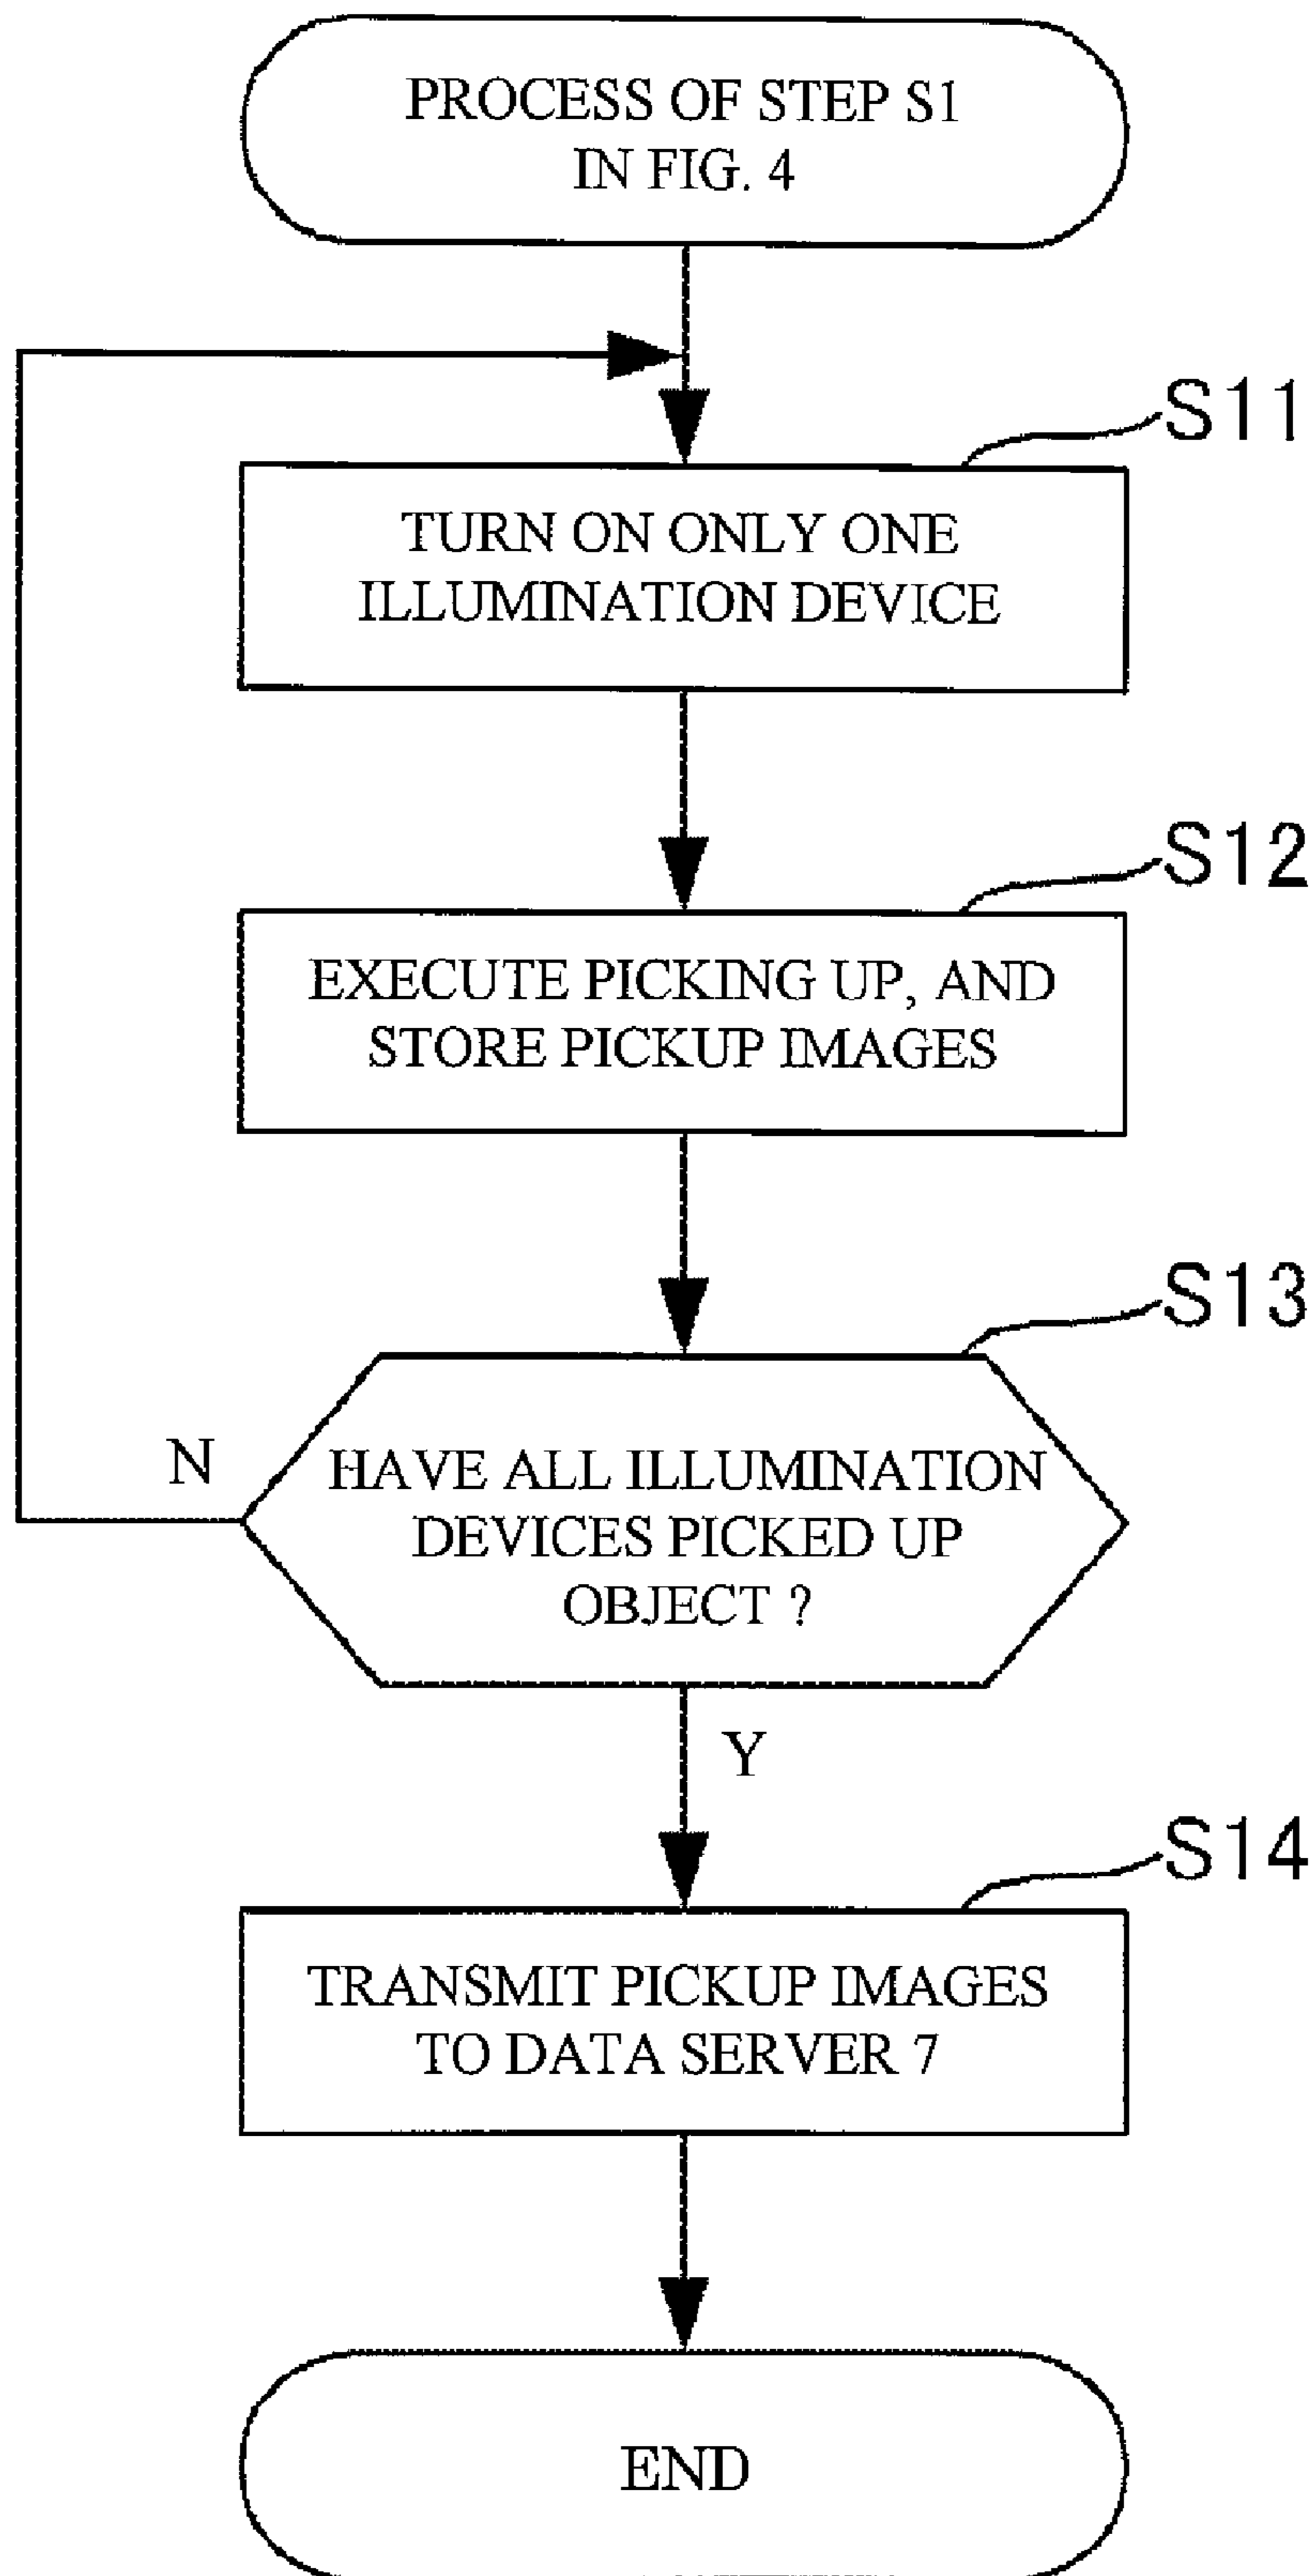 PROCESS OF STEP S1
IN FIG. 4
S11
TURN ON ONLY ONE
ILLUMINATION DEVICE
S12
EXECUTE PICKING UP, AND
STORE PICKUP IMAGES
S13
N
HAVE ALL ILLUMINATION
DEVICES PICKED UP
OBJECT ?
Y
S14
TRANSMIT PICKUP IMAGES
TO DATA SERVER 7
END